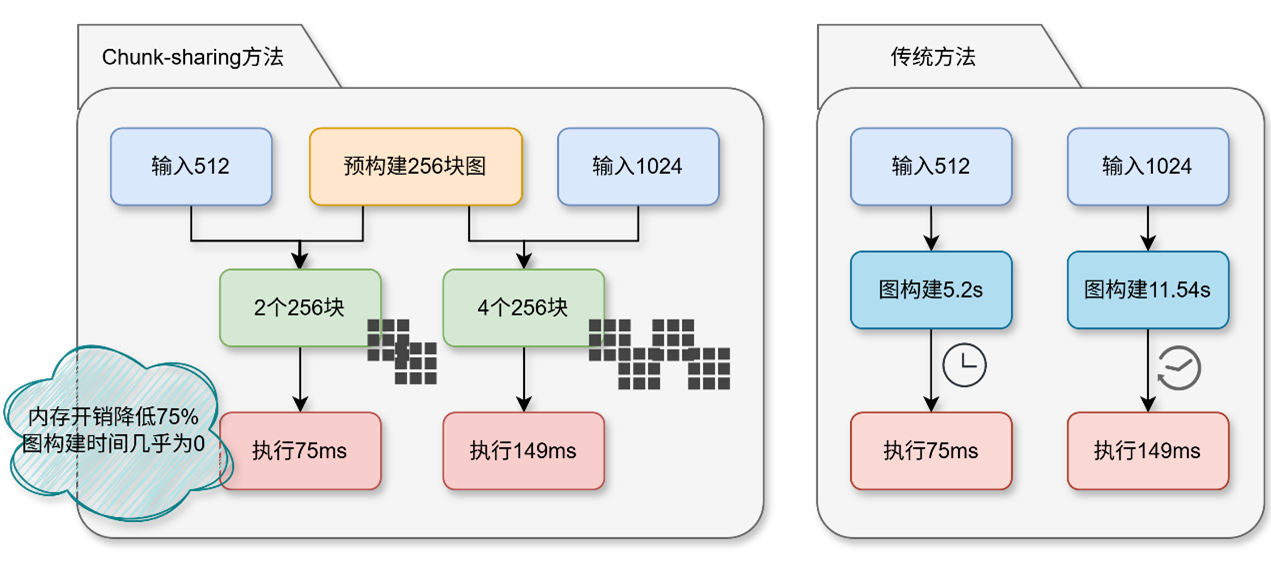 Chunk-sharing方法
输入512
预构建256块图
输入1024
2个256块
4个256块
内存开销降低75%
图构建时间几乎为0
执行75ms
执行149ms
传统方法
输入512
输入1024
图构建5.2s
图构建11.54s
执行75ms
执行149ms